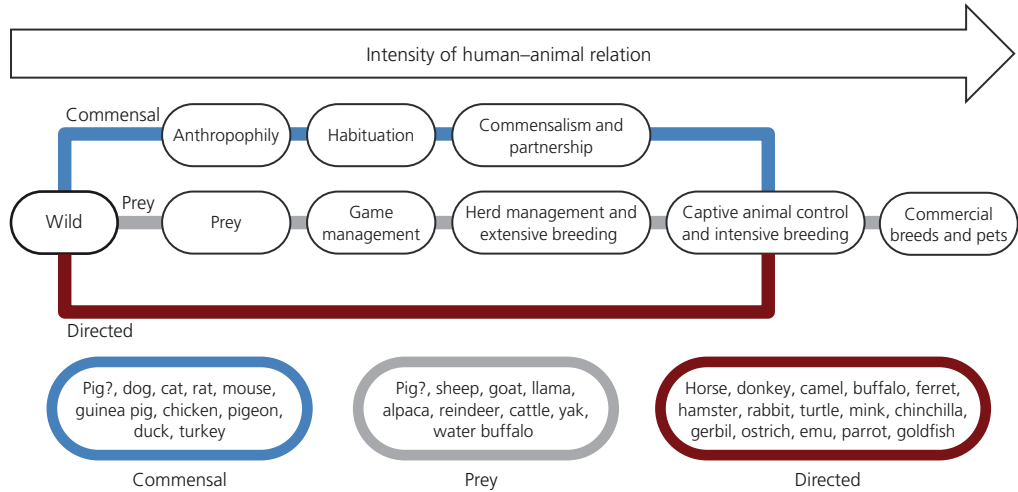 Intensity of human–animal relation
Commensal
Anthropophily
Habituation
Commensalism and
partnership
Wild
Prey
Prey
Game
management
Herd management and
extensive breeding
Captive animal control
and intensive breeding
Commercial
breeds and pets
Directed
Pig?, dog, cat, rat, mouse,
guinea pig, chicken, pigeon,
duck, turkey
Commensal
Pig?, sheep, goat, llama,
alpaca, reindeer, cattle, yak,
water buffalo
Prey
Horse, donkey, camel, buffalo, ferret,
hamster, rabbit, turtle, mink, chinchilla,
gerbil, ostrich, emu, parrot, goldfish
Directed